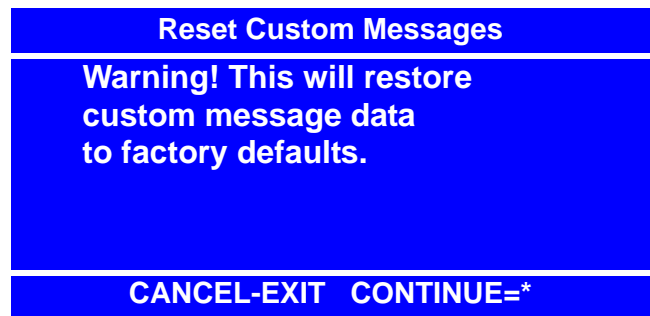 Reset Custom Messages
Warning! This will restore
custom message data
to factory defaults.
CANCEL-EXIT CONTINUE=*